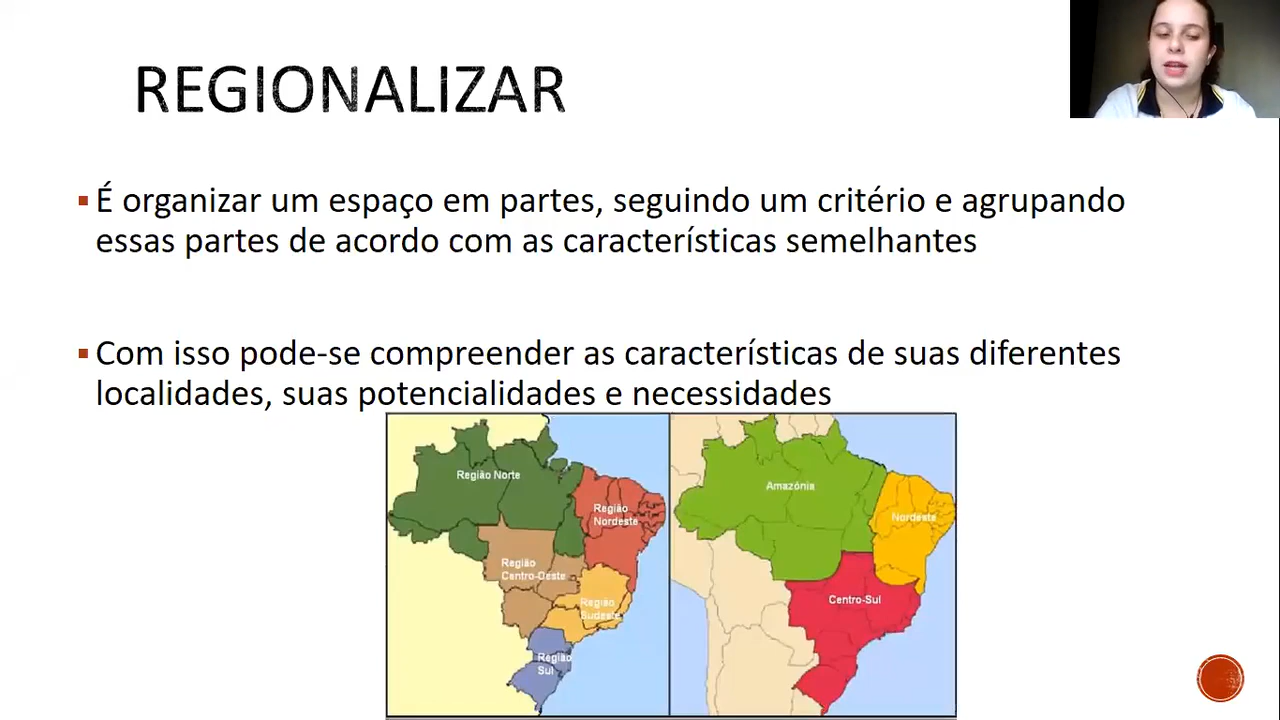 REGIONALIZAR
É organizar um espaço em partes, seguindo um critério e agrupando
essas partes de acordo com as características semelhantes
Com isso pode-se compreender as características de suas diferentes
localidades, suas potencialidades e necessidades
Região Norte
Região
Nordeste
Região
Centro-Oeste
Região
Sudeste
Região
Sul
Amazônia
Nordeste
Centro-Sul